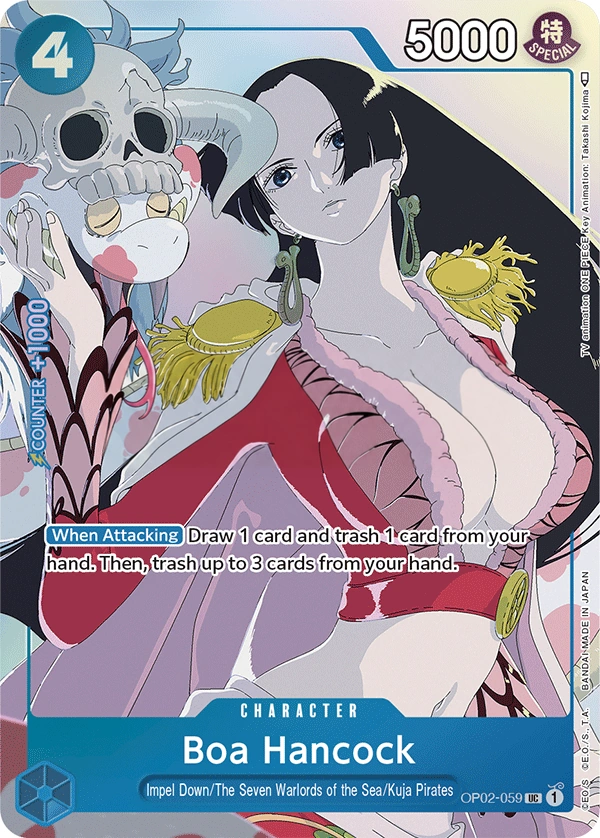 4
5000
特
SPECIAL
TV animation ONE PIECE Key Animation: Takashi Kojima
COUNTER +1000
When Attacking Draw 1 card and trash 1 card from your
hand. Then, trash up to 3 cards from your hand.
©E.O/S ©E.O./S.,T.A. BANDAI MADE IN JAPAN
CHARACTER
Boa Hancock
Impel Down/The Seven Warlords of the Sea/Kuja Pirates
OP02-059 UC 1